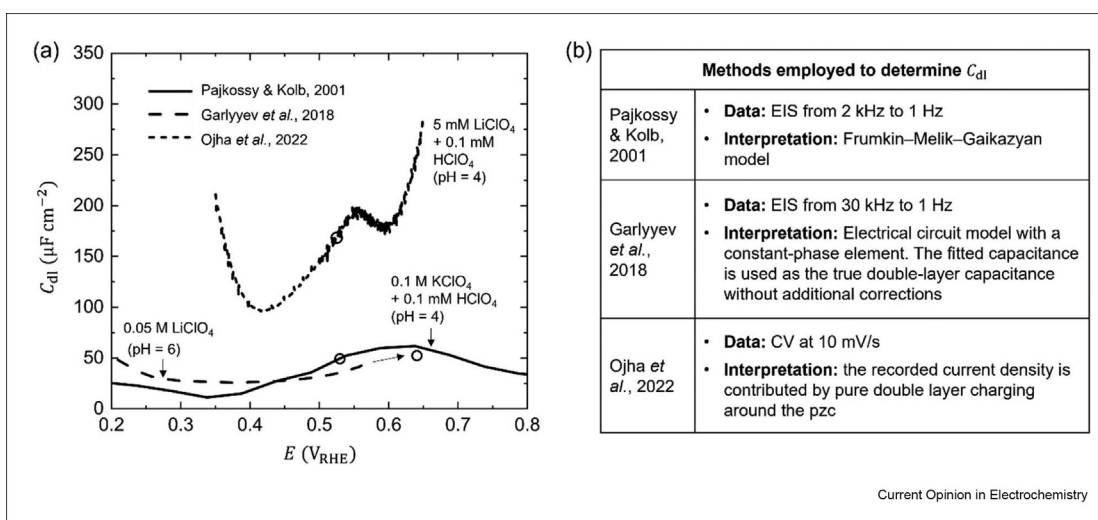 (a)
350
300
250
200
150
100
50
0
C_dl (μF cm⁻²)
Pajkossy & Kolb, 2001
Garlyyev et al., 2018
Ojha et al., 2022
5 mM LiClO₄
+ 0.1 mM
HClO₄
(pH = 4)
0.1 M KClO₄
+ 0.1 mM HClO₄
(pH = 4)
0.05 M LiClO₄
(pH = 6)
0.2 0.3 0.4 0.5 0.6 0.7 0.8
E (V_RHE)
(b)
Methods employed to determine C_dl
Pajkossy
& Kolb,
2001
• Data: EIS from 2 kHz to 1 Hz
• Interpretation: Frumkin–Melik–Gaikazyan
model
Garlyyev
et al.,
2018
• Data: EIS from 30 kHz to 1 Hz
• Interpretation: Electrical circuit model with a
constant-phase element. The fitted capacitance
is used as the true double-layer capacitance
without additional corrections
Ojha et
al., 2022
• Data: CV at 10 mV/s
• Interpretation: the recorded current density is
contributed by pure double layer charging
around the pzc
Current Opinion in Electrochemistry